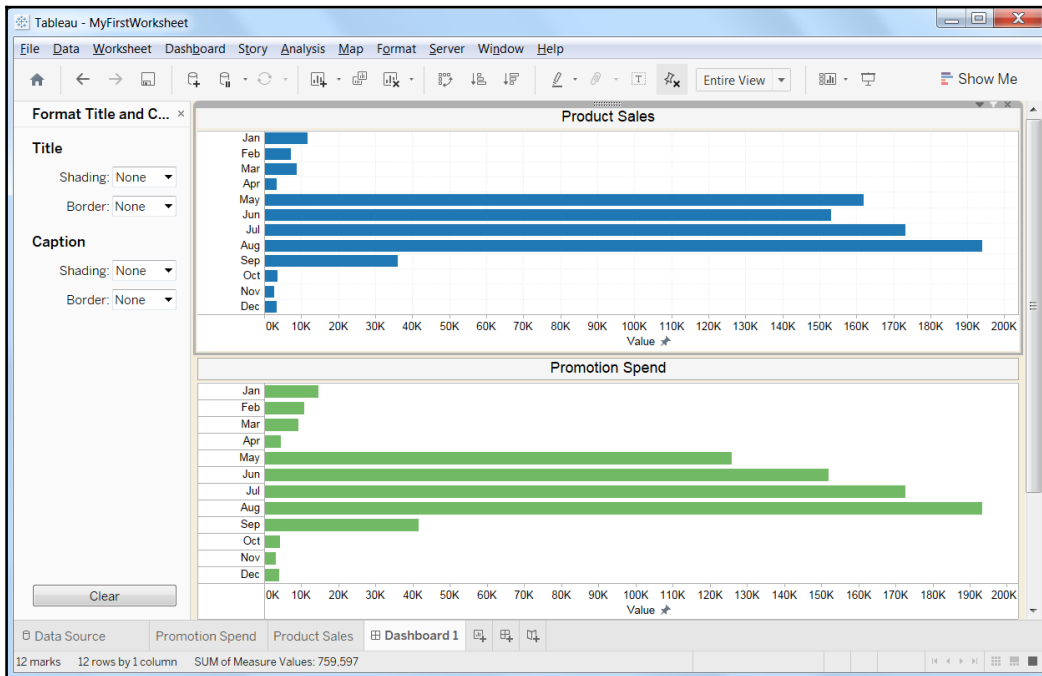 Tableau - MyFirstWorksheet
File Data Worksheet Dashboard Story Analysis Map Format Server Window Help
T Entire View Show Me
Format Title and C... ×
Title
Shading: None
Border: None
Caption
Shading: None
Border: None
Clear
Product Sales
Jan
Feb
Mar
Apr
May
Jun
Jul
Aug
Sep
Oct
Nov
Dec
0K 10K 20K 30K 40K 50K 60K 70K 80K 90K 100K 110K 120K 130K 140K 150K 160K 170K 180K 190K 200K
Value
Promotion Spend
Jan
Feb
Mar
Apr
May
Jun
Jul
Aug
Sep
Oct
Nov
Dec
0K 10K 20K 30K 40K 50K 60K 70K 80K 90K 100K 110K 120K 130K 140K 150K 160K 170K 180K 190K 200K
Value
Data Source Promotion Spend Product Sales Dashboard 1
12 marks 12 rows by 1 column SUM of Measure Values: 759,597